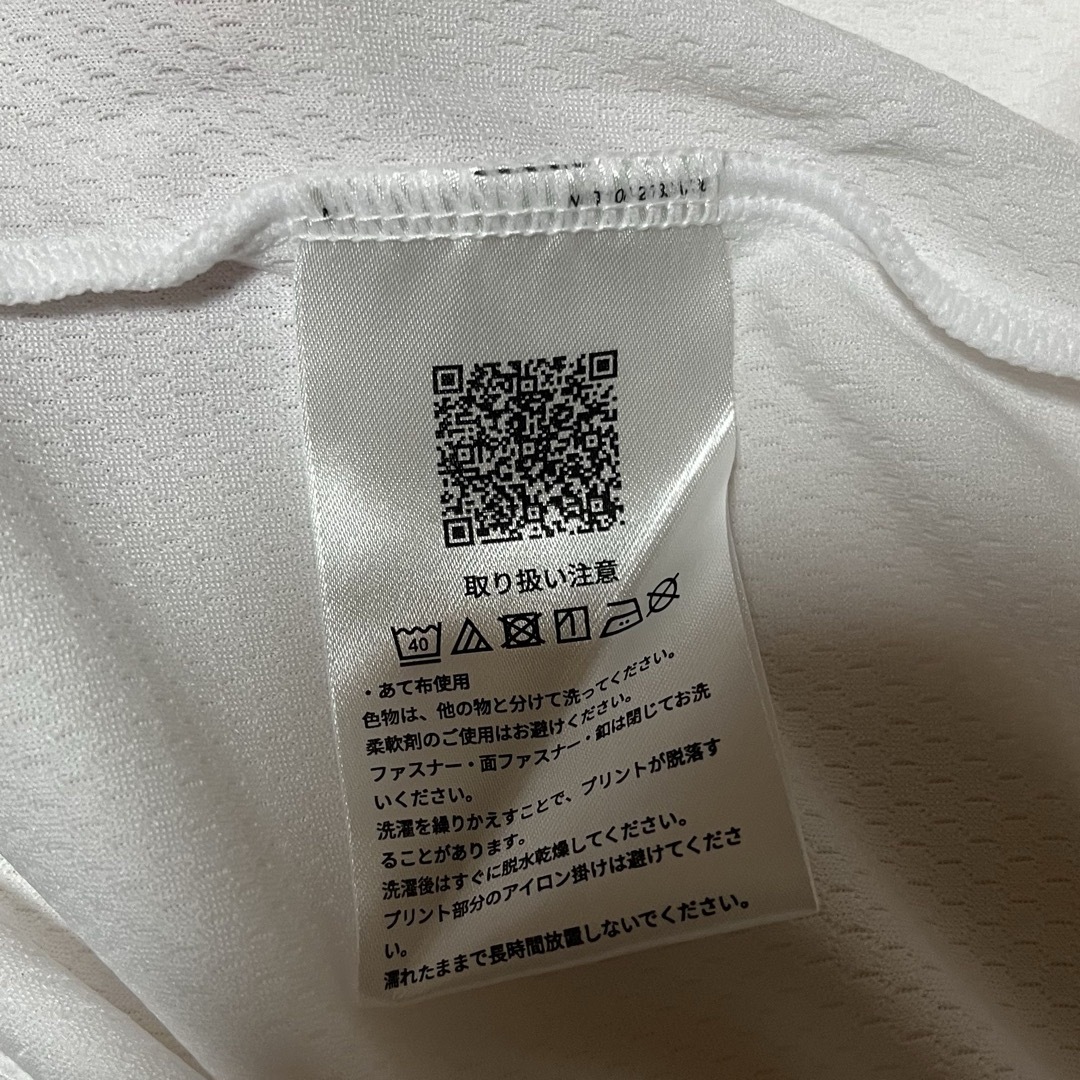 取り扱い注意
40
・あて布使用
色物は、他の物と分けて洗ってください。
柔軟剤のご使用はお避けください。
ファスナー・面ファスナー・釦は閉じてお洗
いください。
洗濯を繰りかえすことで、プリントが脱落す
ることがあります。
洗濯後はすぐに脱水乾燥してください。
プリント部分のアイロン掛けは避けてくださ
い。
濡れたままで長時間放置しないでください。